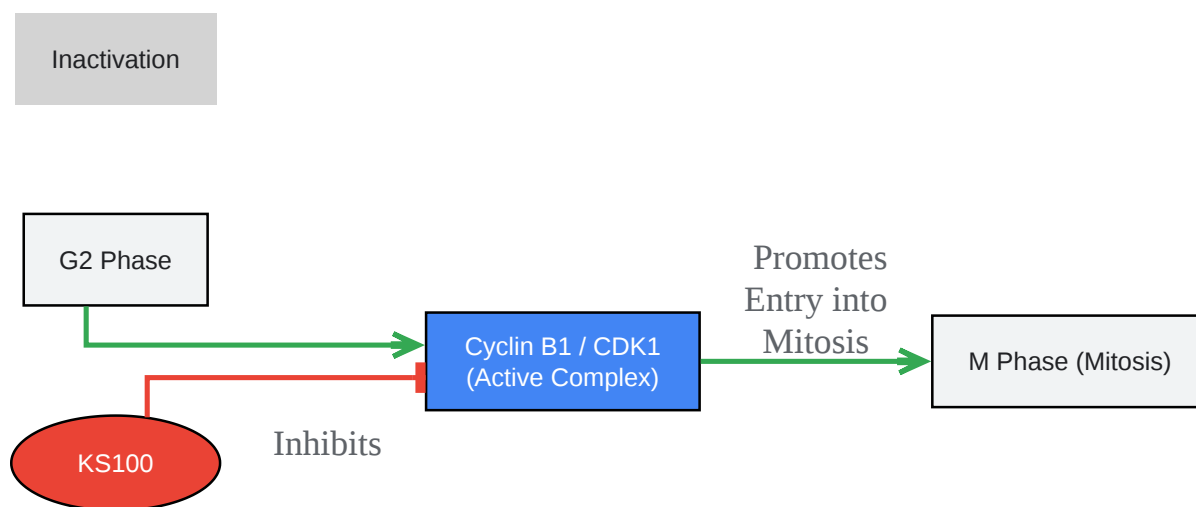 Inactivation
G2 Phase
Promotes
Entry into
Mitosis
Cyclin B1 / CDK1
(Active Complex)
M Phase (Mitosis)
Inhibits
KS100